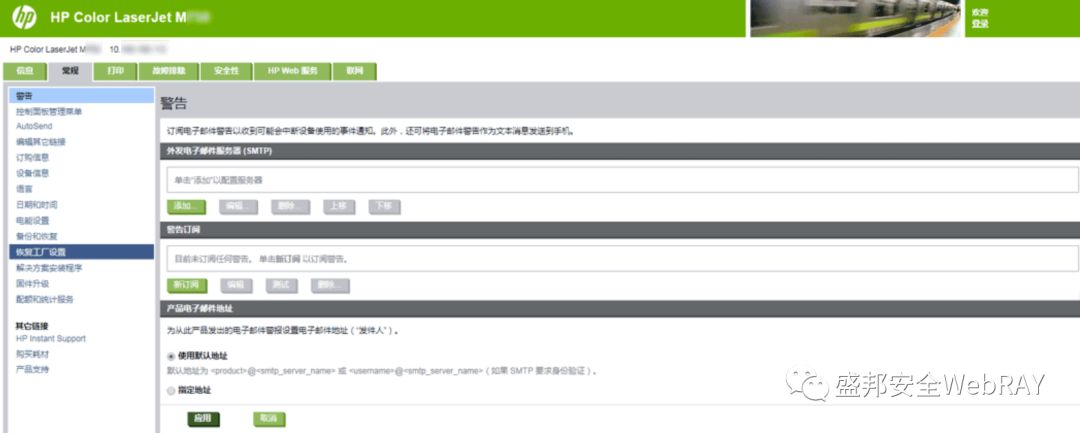 hp HP Color LaserJet M
欢迎
登录
HP Color LaserJet M 10.
信息 常规 打印 故障排除 安全性 HP Web 服务 联网
警告
控制面板管理菜单
AutoSend
编辑其它链接
订购信息
设备信息
语言
日期和时间
电能设置
备份和恢复
恢复工厂设置
解决方案安装程序
固件升级
配额和统计服务
其它链接
HP Instant Support
购买耗材
产品支持
警告
订阅电子邮件警告以收到可能会中断设备使用的事件通知。此外，还可将电子邮件警告作为文本消息发送到手机。
外发电子邮件服务器 (SMTP)
单击“添加”以配置服务器
添加... 编辑... 删除... 上移 下移
警告订阅
目前未订阅任何警告。 单击新订阅 以订阅警告。
新订阅 编辑 测试 删除...
产品电子邮件地址
为从此产品发出的电子邮件警报设置电子邮件地址（“发件人”）。
使用默认地址
默认地址为 <product>@<smtp_server_name> 或 <username>@<smtp_server_name>（如果 SMTP 要求身份验证）。
指定地址
应用 取消
盛邦安全WebRAY